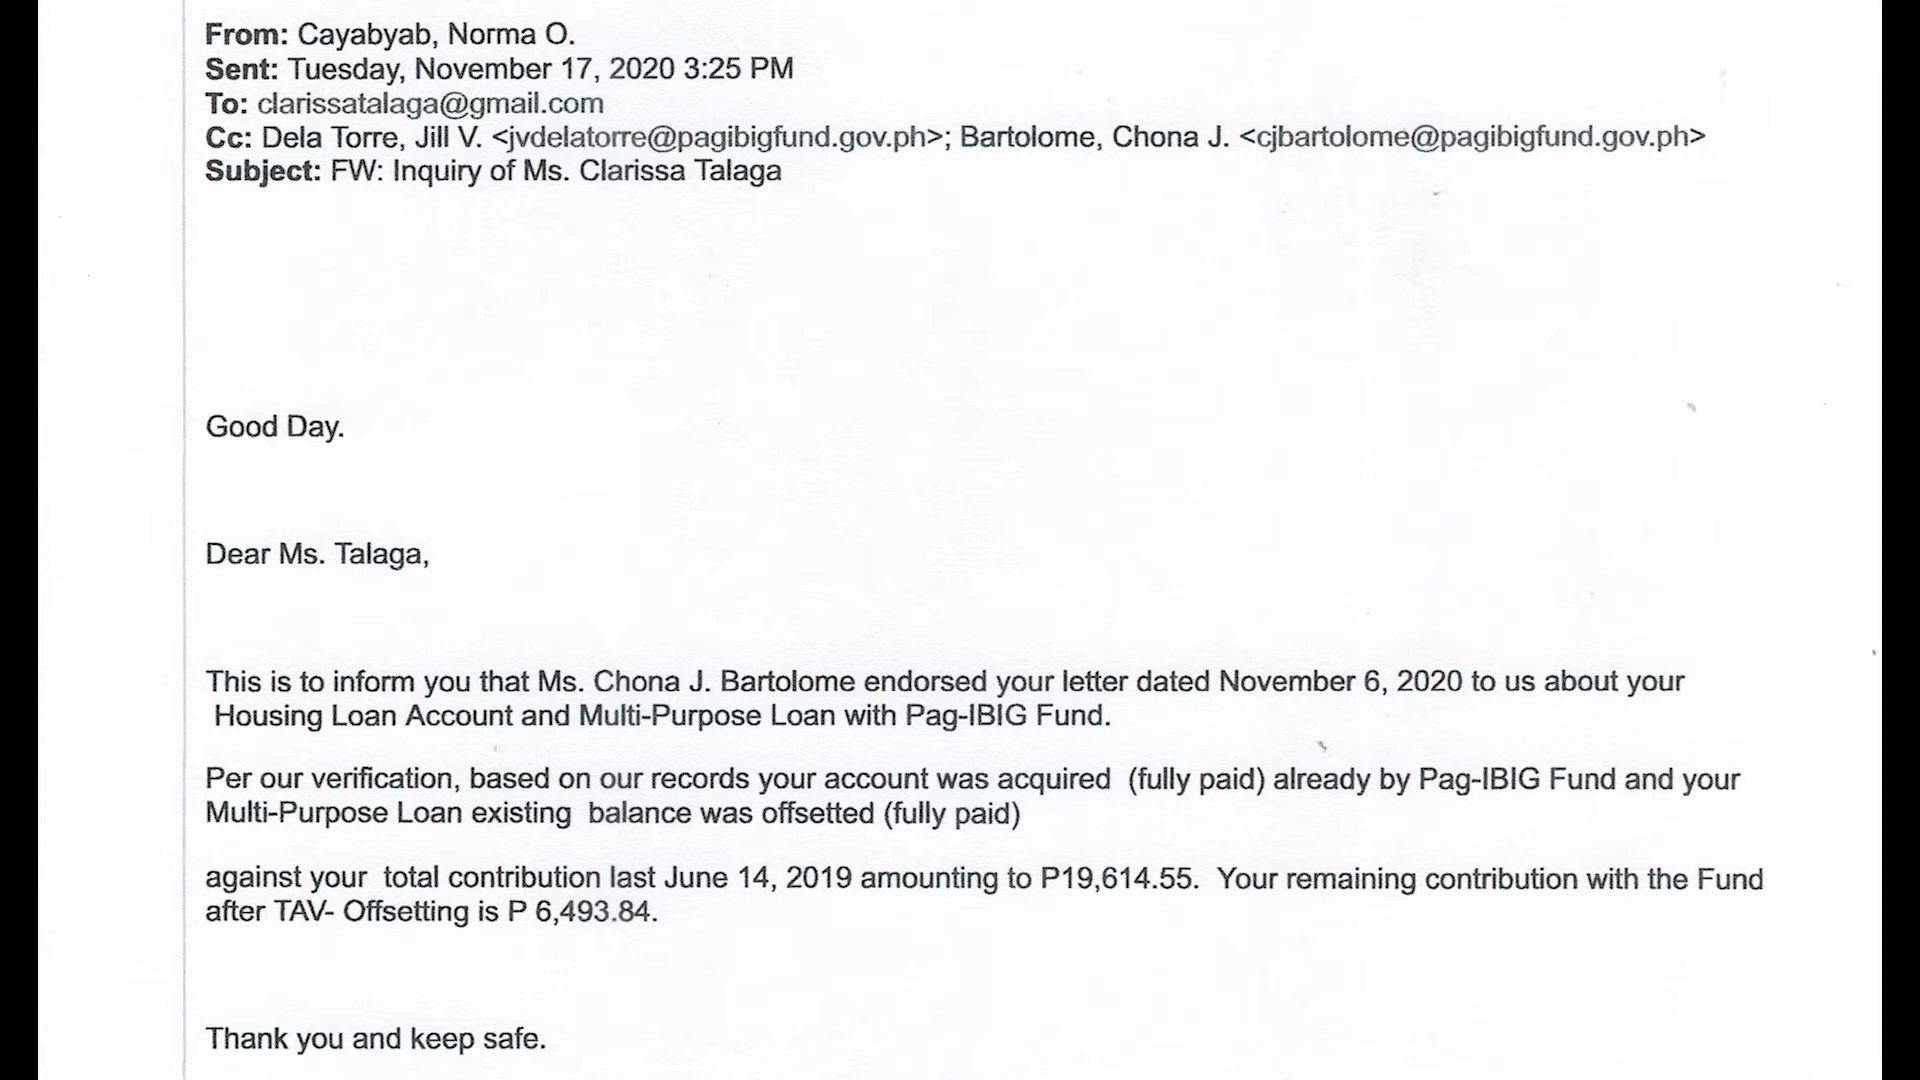 From: Cayabyab, Norma O.
Sent: Tuesday, November 17, 2020 3:25 PM
To: clarissatalaga@gmail.com
Cc: Dela Torre, Jill V. <jvdelatorre@pagibigfund.gov.ph>; Bartolome, Chona J. <cjbartolome@pagibigfund.gov.ph>
Subject: FW: Inquiry of Ms. Clarissa Talaga
Good Day.
Dear Ms. Talaga,
This is to inform you that Ms. Chona J. Bartolome endorsed your letter dated November 6, 2020 to us about your
Housing Loan Account and Multi-Purpose Loan with Pag-IBIG Fund.
Per our verification, based on our records your account was acquired  (fully paid) already by Pag-IBIG Fund and your
Multi-Purpose Loan existing  balance was offsetted (fully paid)
against your  total contribution last June 14, 2019 amounting to P19,614.55.  Your remaining contribution with the Fund
after TAV- Offsetting is P 6,493.84.
Thank you and keep safe.